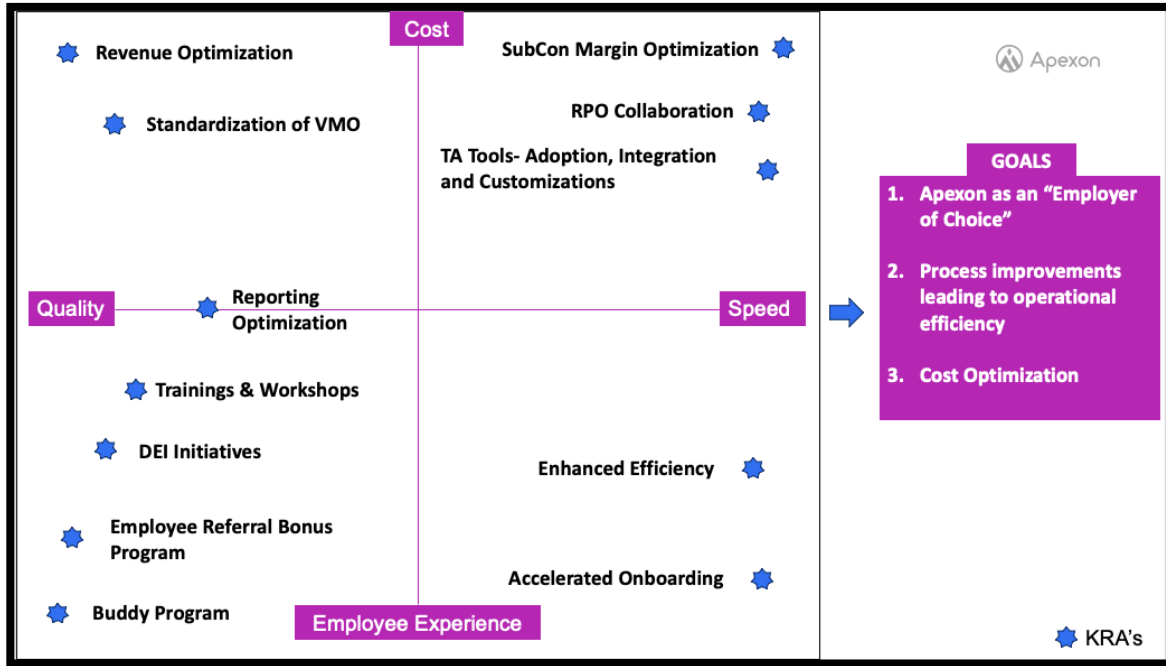 Cost
Revenue Optimization
SubCon Margin Optimization
Standardization of VMO
RPO Collaboration
TA Tools- Adoption, Integration
and Customizations
Quality
Reporting
Optimization
Speed
Trainings & Workshops
DEI Initiatives
Enhanced Efficiency
Employee Referral Bonus
Program
Accelerated Onboarding
Buddy Program
Employee Experience
Apexon
GOALS
1. Apexon as an “Employer
of Choice”
2. Process improvements
leading to operational
efficiency
3. Cost Optimization
KRA's